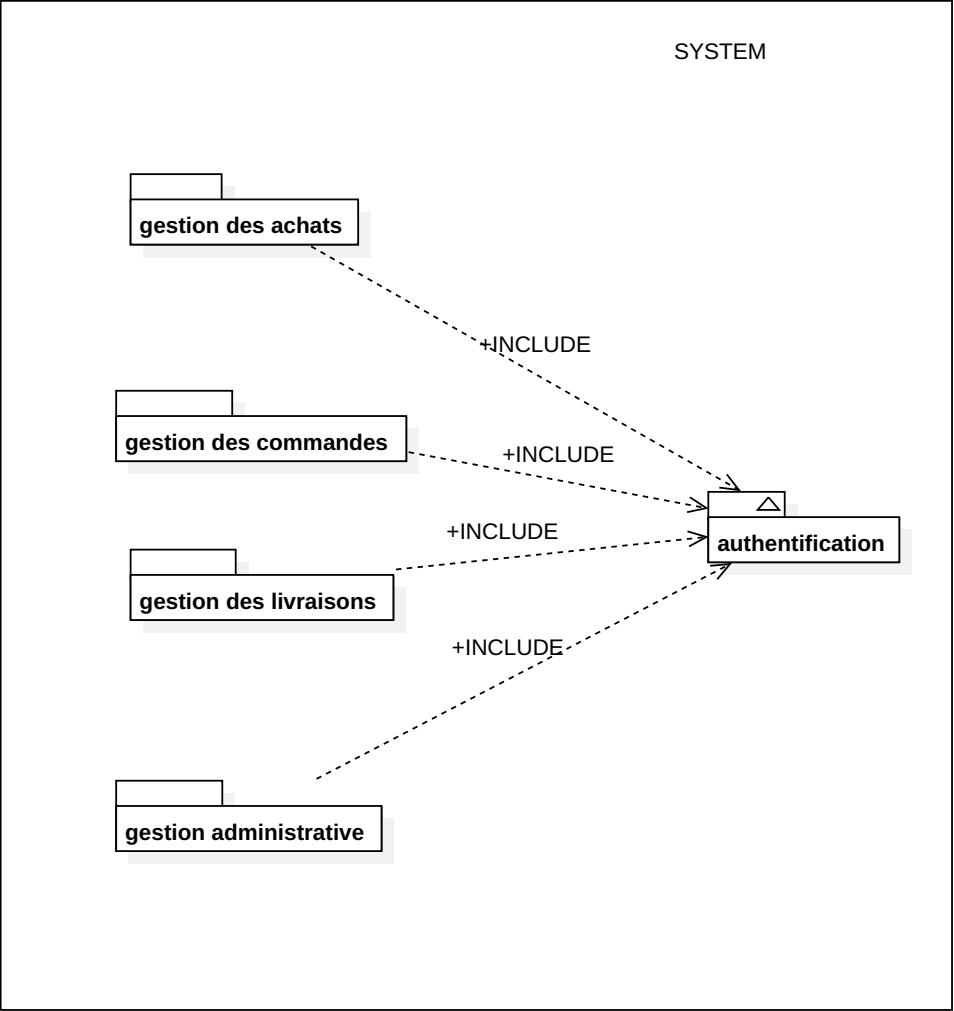 SYSTEM
gestion des achats
+INCLUDE
gestion des commandes
+INCLUDE
+INCLUDE
authentification
gestion des livraisons
+INCLUDE
gestion administrative